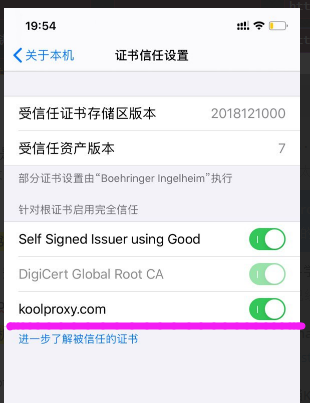 19:54
关于本机
证书信任设置
受信任证书存储区版本 2018121000
受信任资产版本 7
部分证书设置由“Boehringer Ingelheim”执行
针对根证书启用完全信任
Self Signed Issuer using Good
DigiCert Global Root CA
koolproxy.com
进一步了解被信任的证书